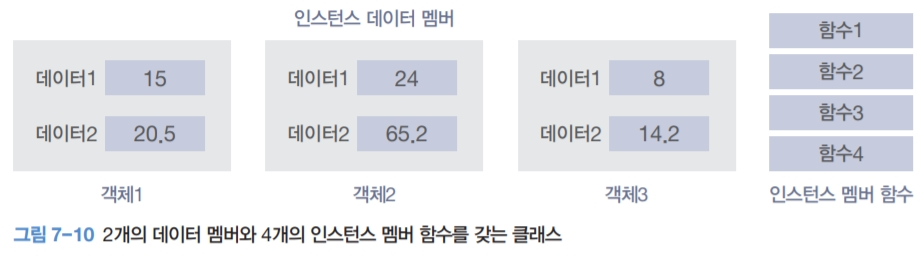 인스턴스 데이터 멤버
데이터1 15
데이터2 20.5
객체1
데이터1 24
데이터2 65.2
객체2
데이터1 8
데이터2 14.2
객체3
함수1
함수2
함수3
함수4
인스턴스 멤버 함수
그림 7-10 2개의 데이터 멤버와 4개의 인스턴스 멤버 함수를 갖는 클래스